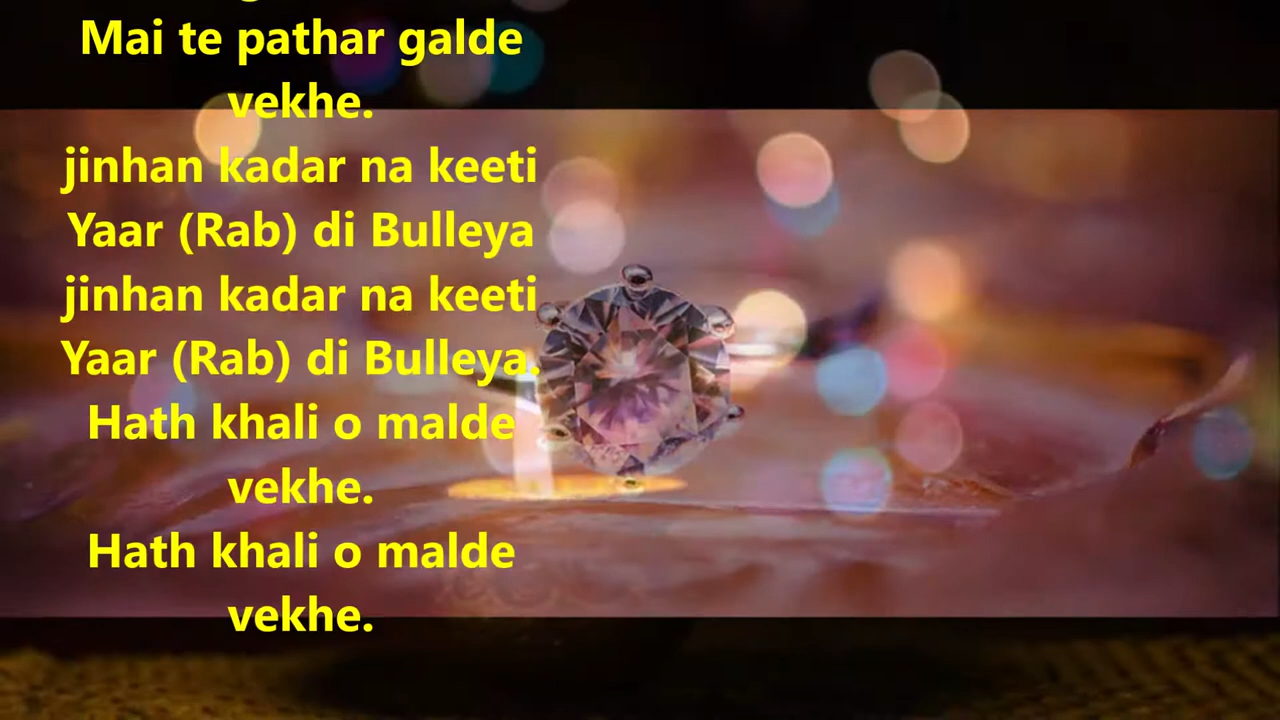 Mai te pathar galde
vekhe.
jinhan kadar na keeti
Yaar (Rab) di Bulleya
jinhan kadar na keeti
Yaar (Rab) di Bulleya.
Hath khali o malde
vekhe.
Hath khali o malde
vekhe.